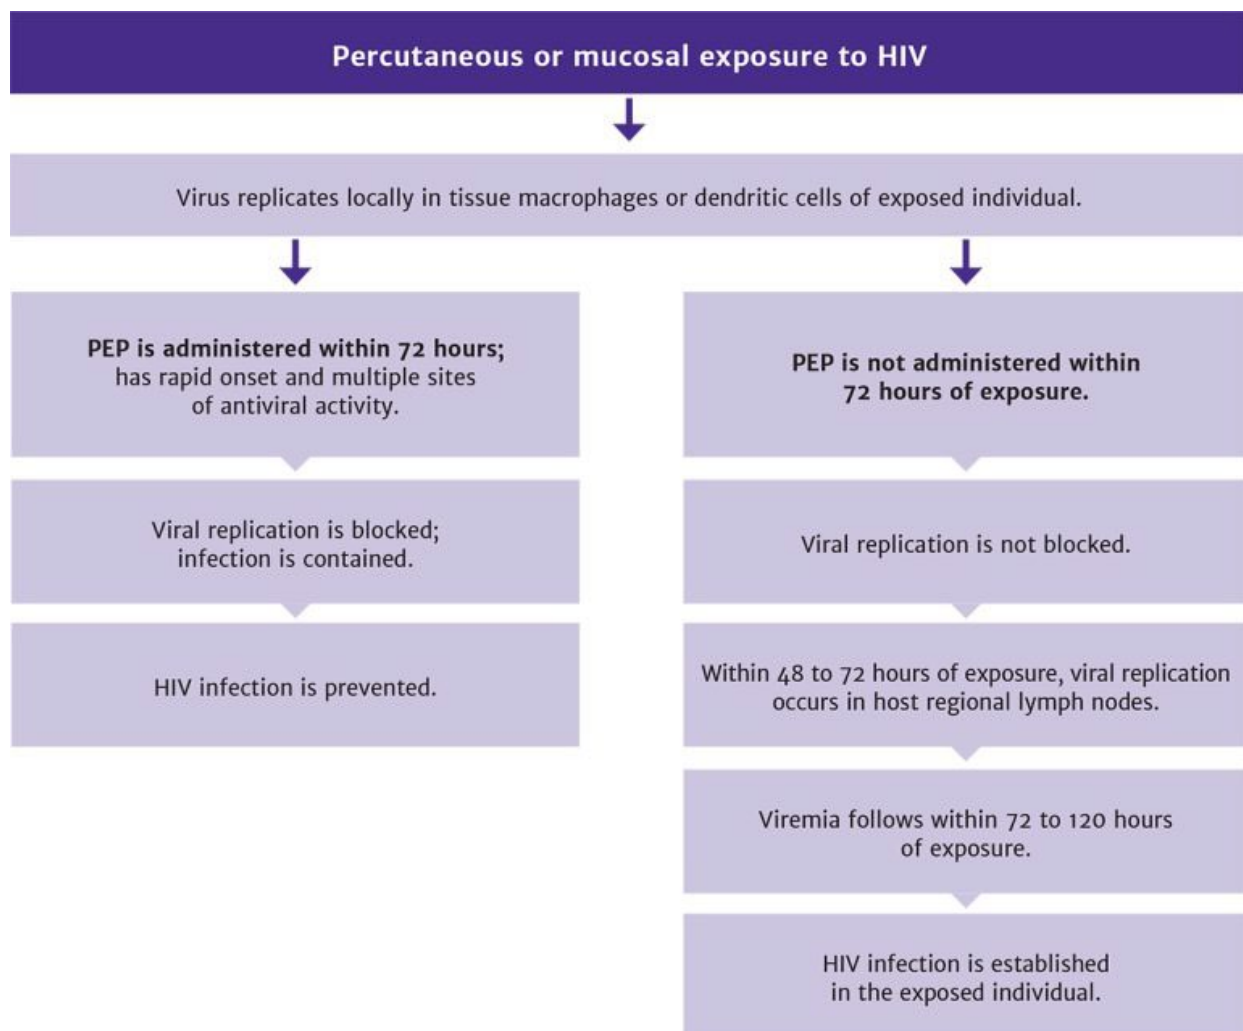 Percutaneous or mucosal exposure to HIV
Virus replicates locally in tissue macrophages or dendritic cells of exposed individual.
PEP is administered within 72 hours;
has rapid onset and multiple sites
of antiviral activity.
Viral replication is blocked;
infection is contained.
HIV infection is prevented.
PEP is not administered within
72 hours of exposure.
Viral replication is not blocked.
Within 48 to 72 hours of exposure, viral replication
occurs in host regional lymph nodes.
Viremia follows within 72 to 120 hours
of exposure.
HIV infection is established
in the exposed individual.